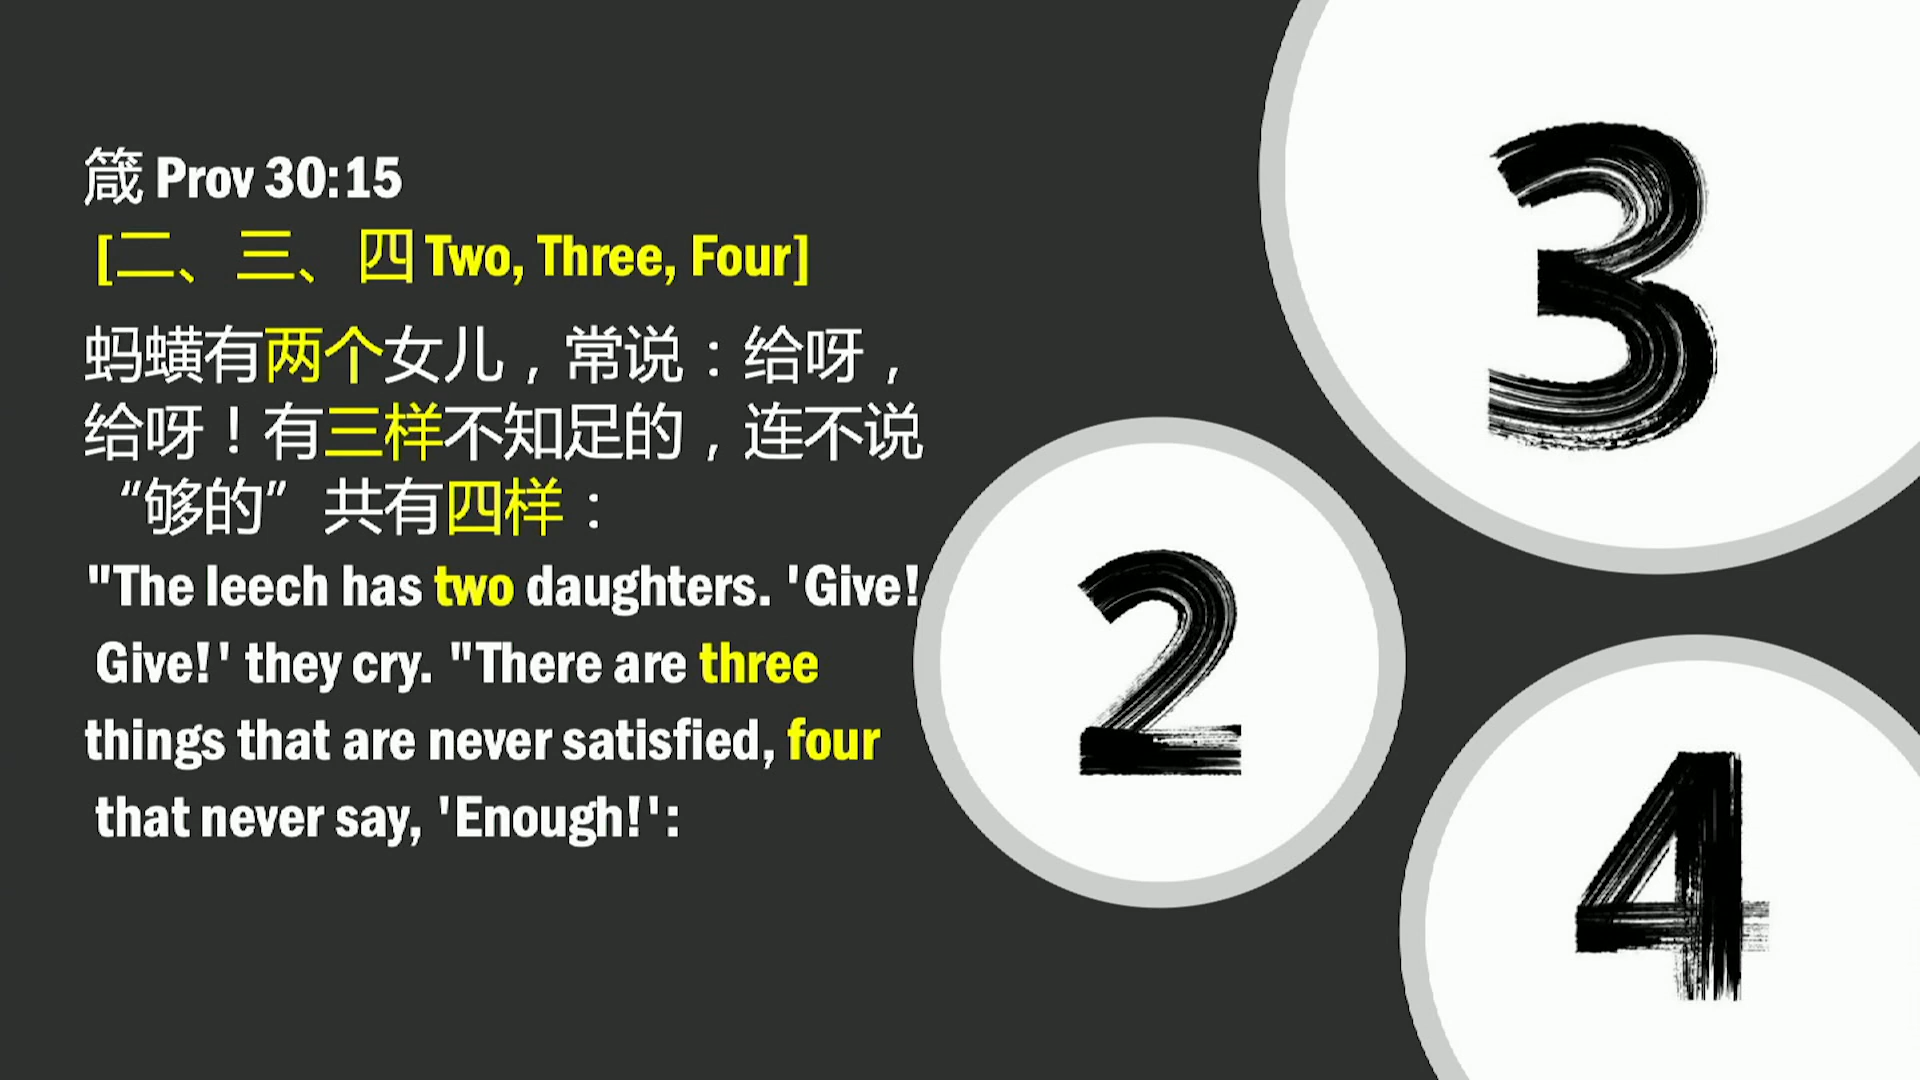 箴 Prov 30:15
[二、三、四 Two, Three, Four]
蚂蟥有两个女儿，常说：给呀，
给呀！有三样不知足的，连不说
“够的”共有四样：
"The leech has two daughters. 'Give!
Give!' they cry. "There are three
things that are never satisfied, four
that never say, 'Enough!':
3
2
4